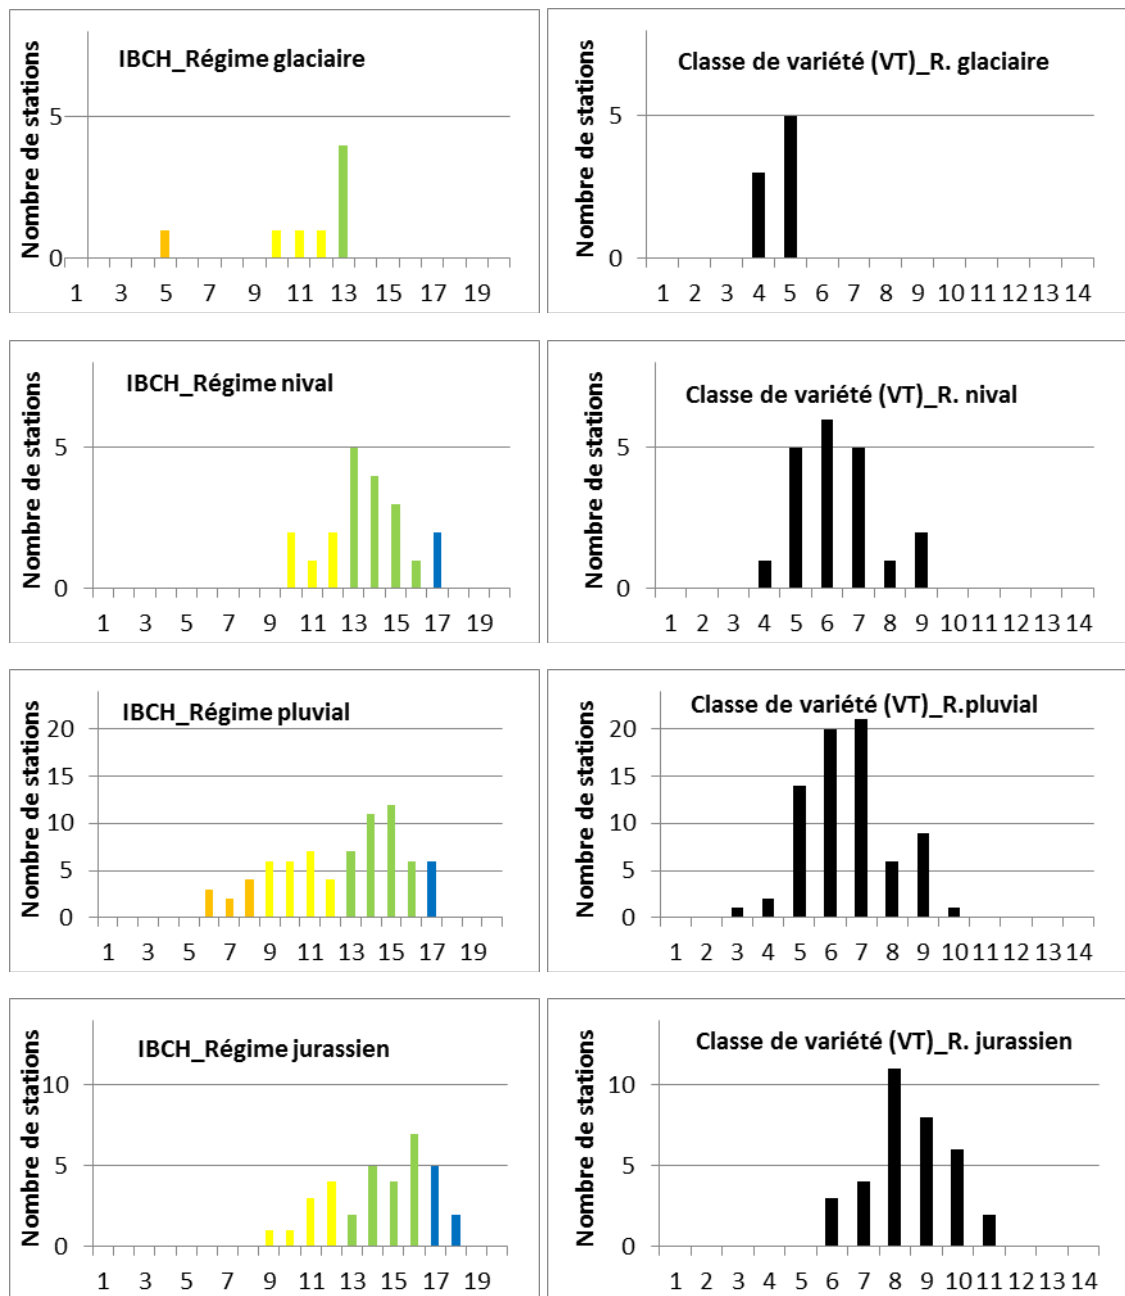 IBCH_Régime glaciaire
Nombre de stations
5
0
1 3 5 7 9 11 13 15 17 19
Classe de variété (VT)_R. glaciaire
Nombre de stations
5
0
1 2 3 4 5 6 7 8 9 10 11 12 13 14
IBCH_Régime nival
Nombre de stations
5
0
1 3 5 7 9 11 13 15 17 19
Classe de variété (VT)_R. nival
Nombre de stations
5
0
1 2 3 4 5 6 7 8 9 10 11 12 13 14
IBCH_Régime pluvial
Nombre de stations
20
15
10
5
0
1 3 5 7 9 11 13 15 17 19
Classe de variété (VT)_R.pluvial
Nombre de stations
20
15
10
5
0
1 2 3 4 5 6 7 8 9 10 11 12 13 14
IBCH_Régime jurassien
Nombre de stations
10
5
0
1 3 5 7 9 11 13 15 17 19
Classe de variété (VT)_R. jurassien
Nombre de stations
10
5
0
1 2 3 4 5 6 7 8 9 10 11 12 13 14